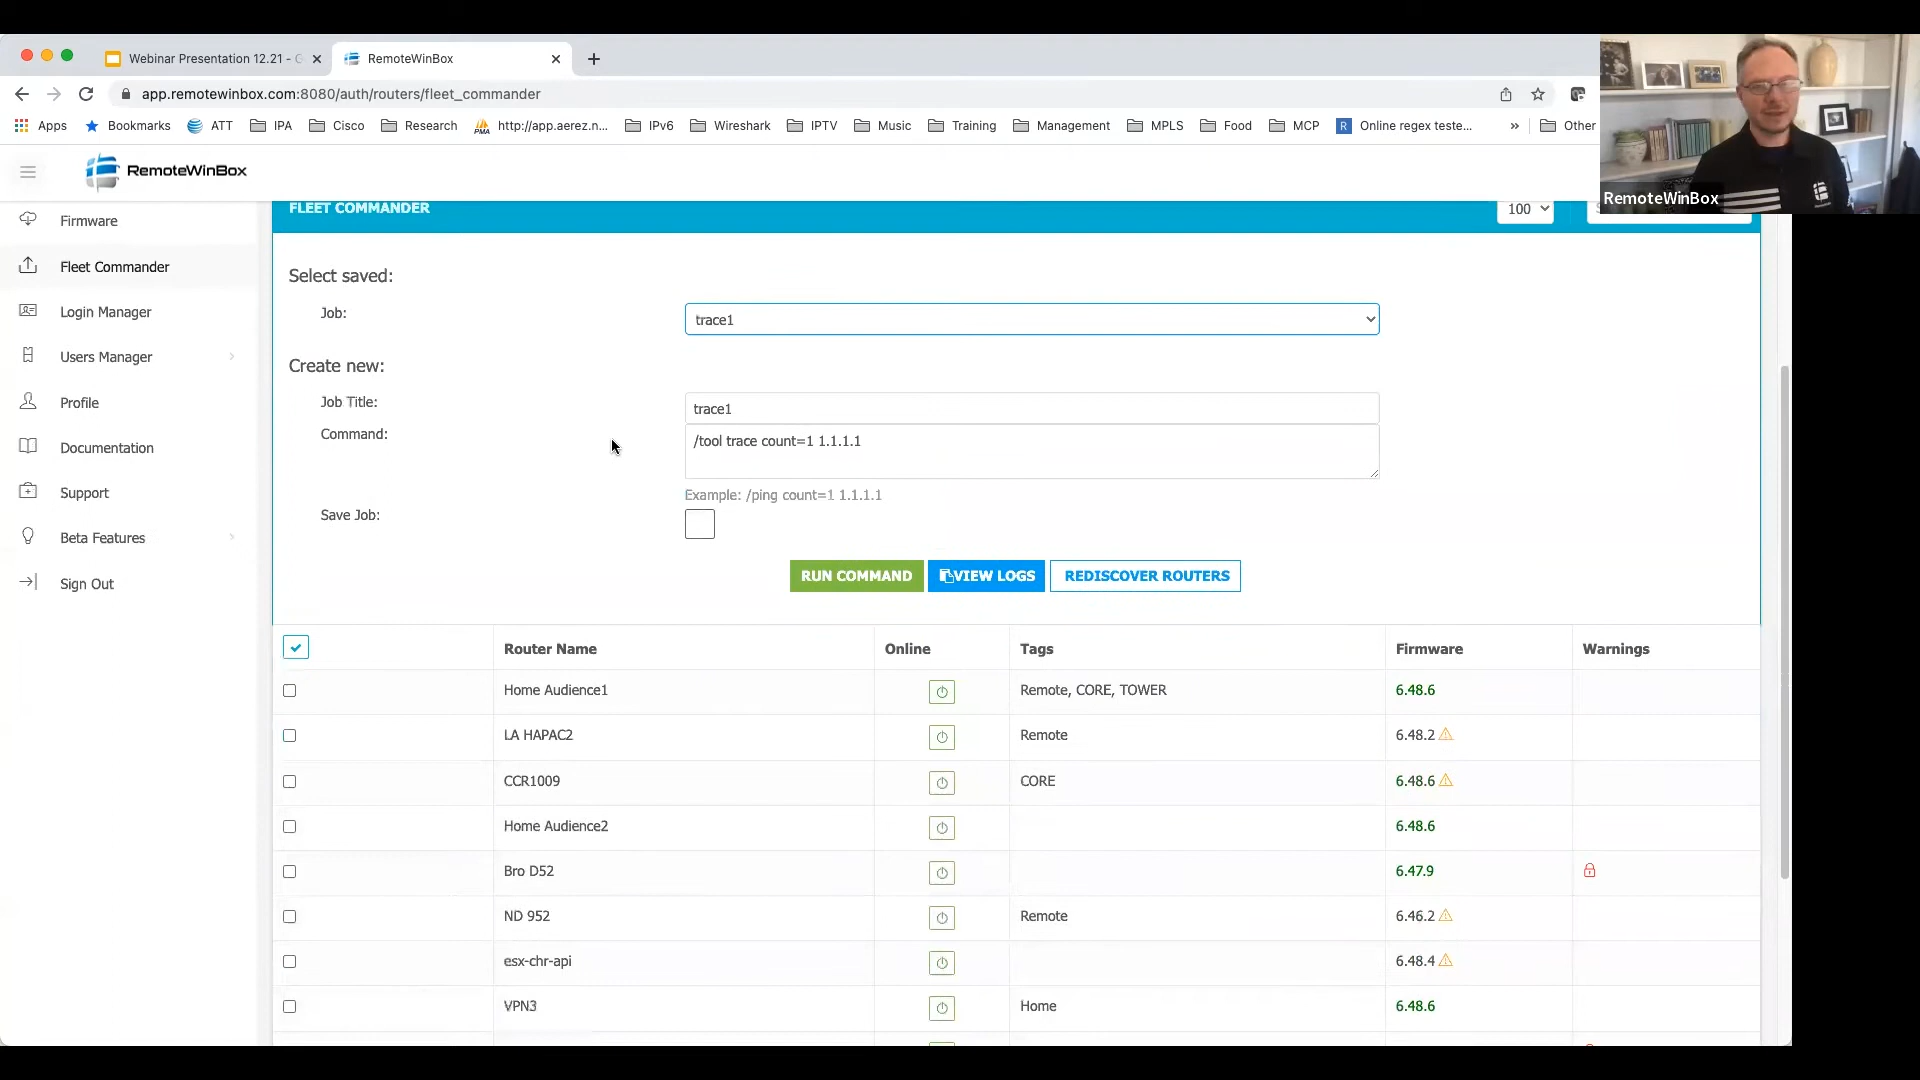 Webinar Presentation 12.21 - G
RemoteWinBox
app.remotewinbox.com:8080/auth/routers/fleet_commander
Apps
Bookmarks
ATT
IPA
Cisco
Research
http://app.aerez.n...
IPv6
Wireshark
IPTV
Music
Training
Management
MPLS
Food
MCP
Online regex teste...
»
Other
RemoteWinBox
RemoteWinBox
Firmware
Fleet Commander
Login Manager
Users Manager
Profile
Documentation
Support
Beta Features
Sign Out
FLEET COMMANDER
100
Select saved:
Job:
trace1
Create new:
Job Title:
trace1
Command:
/tool trace count=1 1.1.1.1
Example: /ping count=1 1.1.1.1
Save Job:
RUN COMMAND
VIEW LOGS
REDISCOVER ROUTERS
Router Name Online Tags Firmware Warnings
Home Audience1 Remote, CORE, TOWER 6.48.6
LA HAPAC2 Remote 6.48.2
CCR1009 CORE 6.48.6
Home Audience2 6.48.6
Bro D52 6.47.9
ND 952 Remote 6.46.2
esx-chr-api 6.48.4
VPN3 Home 6.48.6